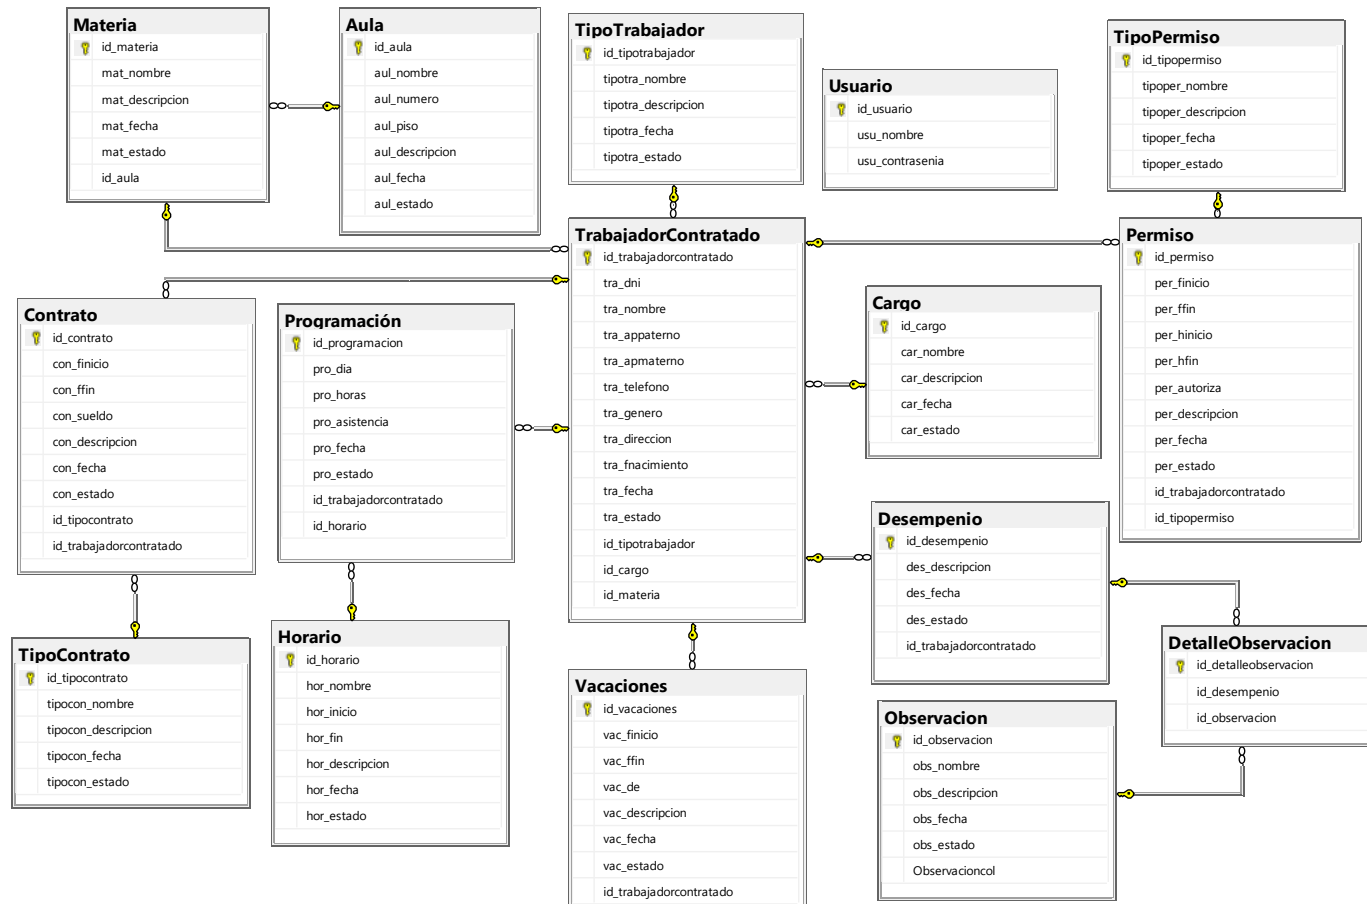 Materia
id_materia
mat_nombre
mat_descripcion
mat_fecha
mat_estado
id_aula
Aula
id_aula
aul_nombre
aul_numero
aul_piso
aul_descripcion
aul_fecha
aul_estado
TipoTrabajador
id_tipotrabajador
tipotra_nombre
tipotra_descripcion
tipotra_fecha
tipotra_estado
Usuario
id_usuario
usu_nombre
usu_contrasenia
TipoPermiso
id_tipopermiso
tipoper_nombre
tipoper_descripcion
tipoper_fecha
tipoper_estado
Contrato
id_contrato
con_finicio
con_ffin
con_sueldo
con_descripcion
con_fecha
con_estado
id_tipocontrato
id_trabajadorcontratado
Programación
id_programacion
pro_dia
pro_horas
pro_asistencia
pro_fecha
pro_estado
id_trabajadorcontratado
id_horario
TrabajadorContratado
id_trabajadorcontratado
tra_dni
tra_nombre
tra_appaterno
tra_apmaterno
tra_telefono
tra_genero
tra_direccion
tra_fnacimiento
tra_fecha
tra_estado
id_tipotrabajador
id_cargo
id_materia
Cargo
id_cargo
car_nombre
car_descripcion
car_fecha
car_estado
Permiso
id_permiso
per_finicio
per_ffin
per_hinicio
per_hfin
per_autoriza
per_descripcion
per_fecha
per_estado
id_trabajadorcontratado
id_tipopermiso
Desempenio
id_desempenio
des_descripcion
des_fecha
des_estado
id_trabajadorcontratado
TipoContrato
id_tipocontrato
tipocon_nombre
tipocon_descripcion
tipocon_fecha
tipocon_estado
Horario
id_horario
hor_nombre
hor_inicio
hor_fin
hor_descripcion
hor_fecha
hor_estado
Vacaciones
id_vacaciones
vac_finicio
vac_ffin
vac_de
vac_descripcion
vac_fecha
vac_estado
id_trabajadorcontratado
Observacion
id_observacion
obs_nombre
obs_descripcion
obs_fecha
obs_estado
Observacioncol
DetalleObservacion
id_detalleobservacion
id_desempenio
id_observacion